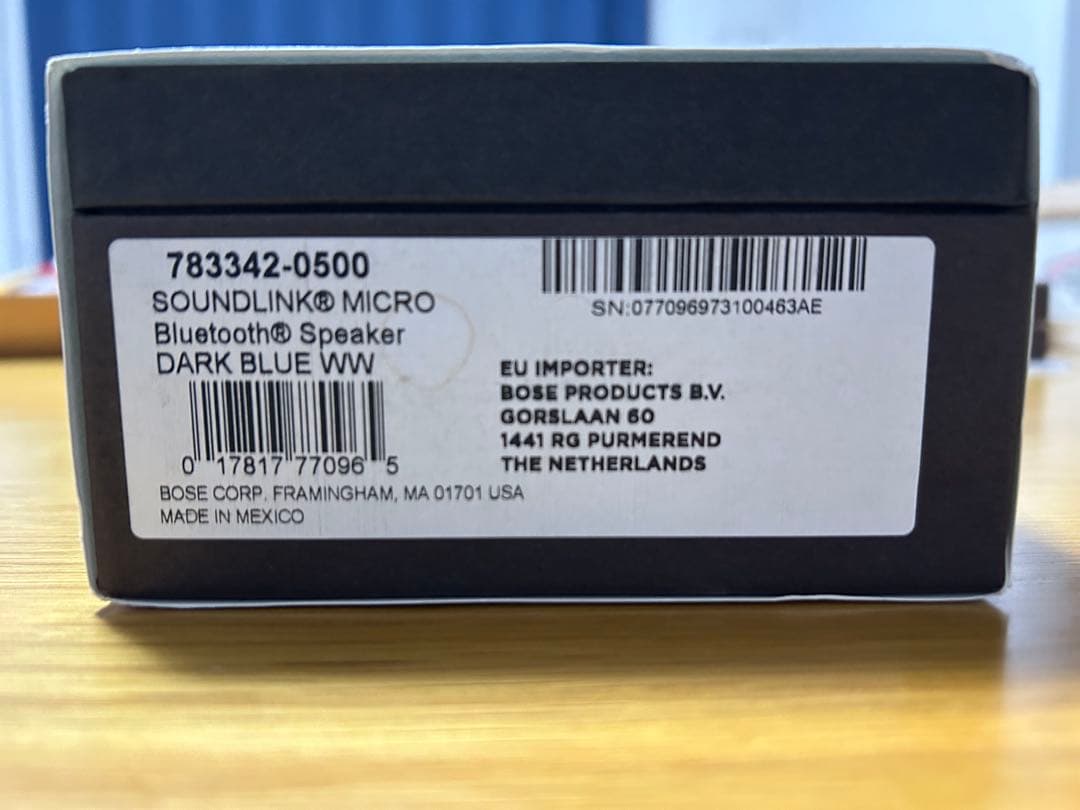 783342-0500
SOUNDLINK® MICRO
Bluetooth® Speaker
DARK BLUE WW
0 17817 77096 5
BOSE CORP. FRAMINGHAM, MA 01701 USA
MADE IN MEXICO
SN:077096973100463AE
EU IMPORTER:
BOSE PRODUCTS B.V.
GORSLAAN 60
1441 RG PURMEREND
THE NETHERLANDS